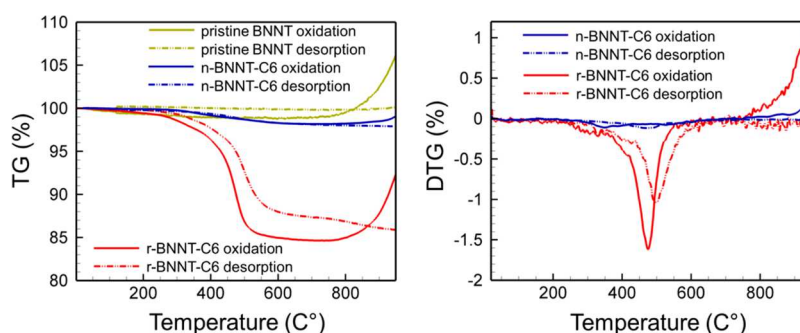 110
105
100
95
90
85
80
TG (%)
pristine BNNT oxidation
pristine BNNT desorption
n-BNNT-C6 oxidation
n-BNNT-C6 desorption
r-BNNT-C6 oxidation
r-BNNT-C6 desorption
200
400
600
800
Temperature (C°)
1
0.5
0
-0.5
-1
-1.5
-2
DTG (%)
n-BNNT-C6 oxidation
n-BNNT-C6 desorption
r-BNNT-C6 oxidation
r-BNNT-C6 desorption
200
400
600
800
Temperature (C°)